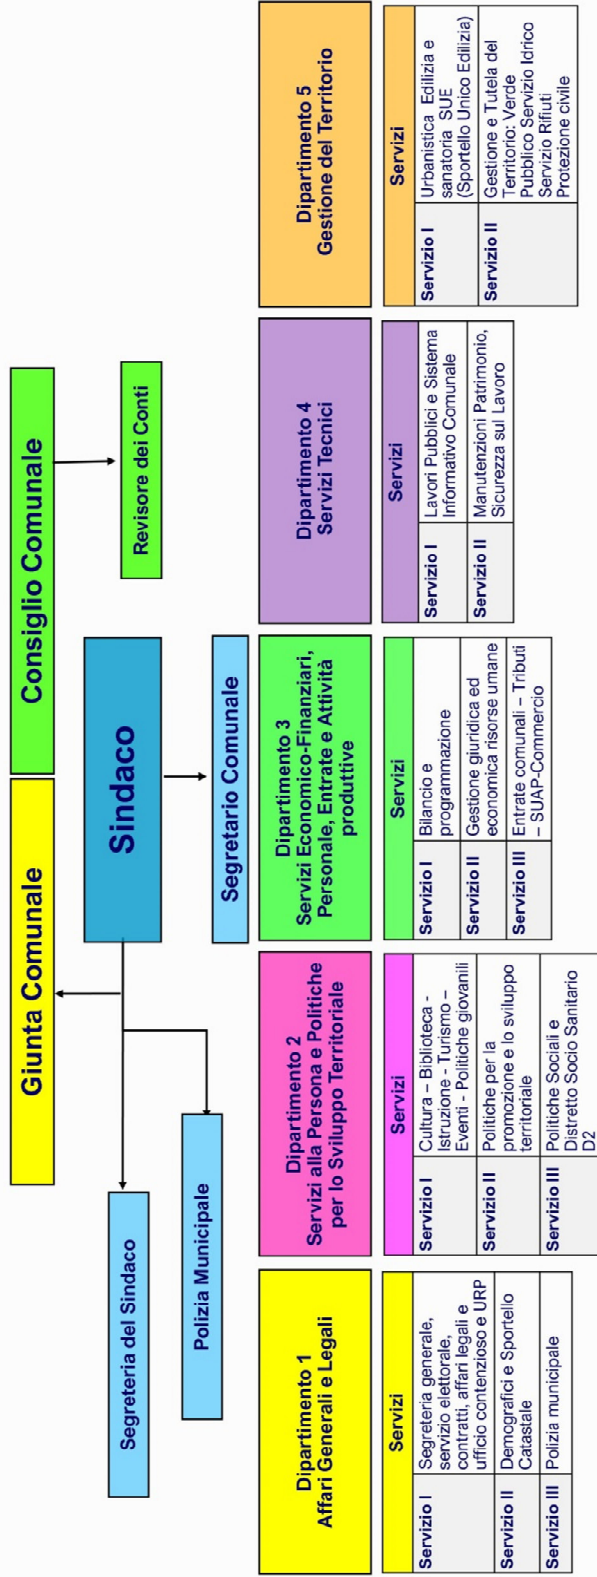 Giunta Comunale
Consiglio Comunale
Sindaco
Revisore dei Conti
Segreteria del Sindaco
Polizia Municipale
Segretario Comunale
Dipartimento 1
Affari Generali e Legali
Servizi
Servizio I
Segreteria generale,
servizio elettorale,
contratti, affari legali e
ufficio contenzioso e URP
Servizio II
Demografici e Sportello
Catastale
Servizio III
Polizia municipale
Dipartimento 2
Servizi alla Persona e Politiche
per lo Sviluppo Territoriale
Servizi
Servizio I
Cultura – Biblioteca -
Istruzione - Turismo –
Eventi - Politiche giovanili
Servizio II
Politiche per la
promozione e lo sviluppo
territoriale
Servizio III
Politiche Sociali e
Distretto Socio Sanitario
D2
Dipartimento 3
Servizi Economico-Finanziari,
Personale, Entrate e Attività
produttive
Servizi
Servizio I
Bilancio e
programmazione
Servizio II
Gestione giuridica ed
economica risorse umane
Servizio III
Entrate comunali – Tributi
– SUAP-Commercio
Dipartimento 4
Servizi Tecnici
Servizi
Servizio I
Lavori Pubblici e Sistema
Informativo Comunale
Servizio II
Manutenzioni Patrimonio,
Sicurezza sul Lavoro
Dipartimento 5
Gestione del Territorio
Servizi
Servizio I
Urbanistica Edilizia e
sanatoria SUE
(Sportello Unico Edilizia)
Servizio II
Gestione e Tutela del
Territorio: Verde
Pubblico Servizio Idrico
Servizio Rifiuti
Protezione civile